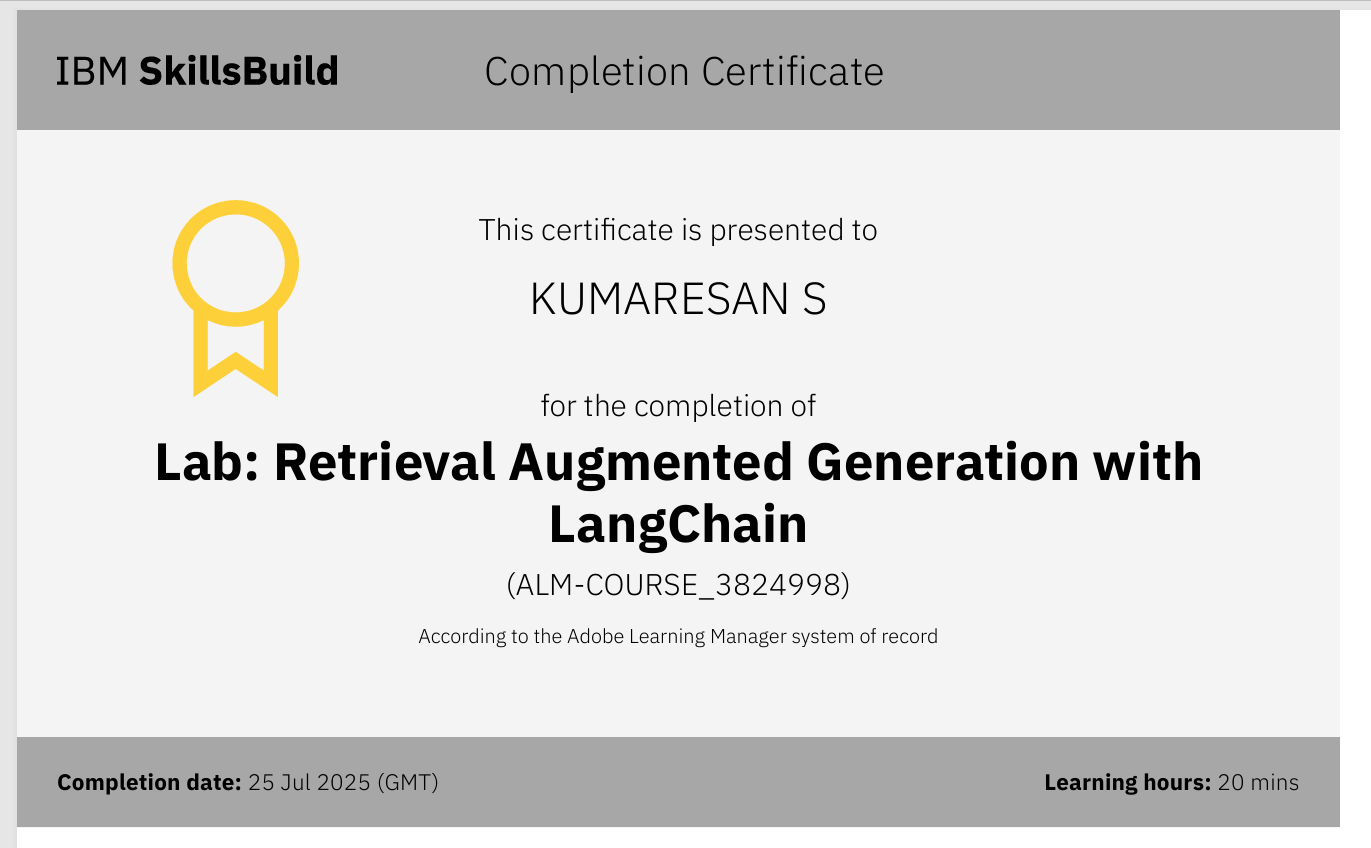 IBM SkillsBuild
Completion Certificate
This certificate is presented to
KUMARESAN S
for the completion of
Lab: Retrieval Augmented Generation with
LangChain
(ALM-COURSE_3824998)
According to the Adobe Learning Manager system of record
Completion date: 25 Jul 2025 (GMT)
Learning hours: 20 mins